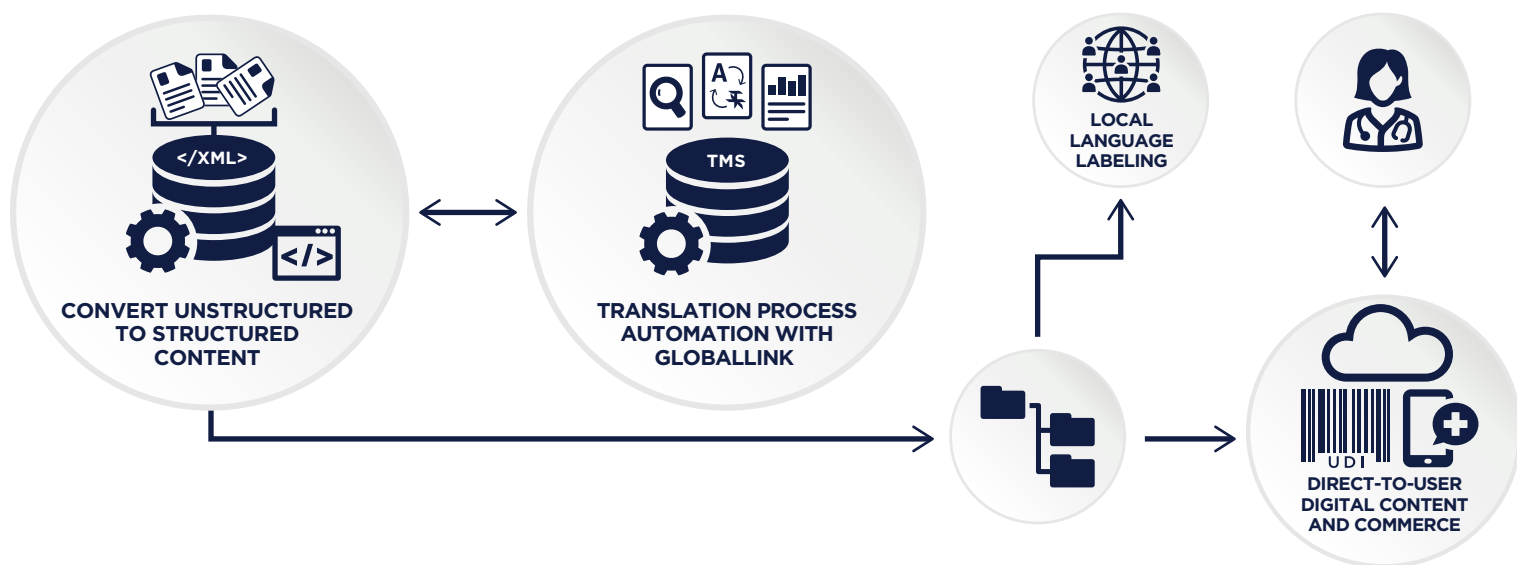 </XML>
</>
CONVERT UNSTRUCTURED
TO STRUCTURED
CONTENT
A
TMS
TRANSLATION PROCESS
AUTOMATION WITH
GLOBALLINK
LOCAL
LANGUAGE
LABELING
UDI
DIRECT-TO-USER
DIGITAL CONTENT
AND COMMERCE